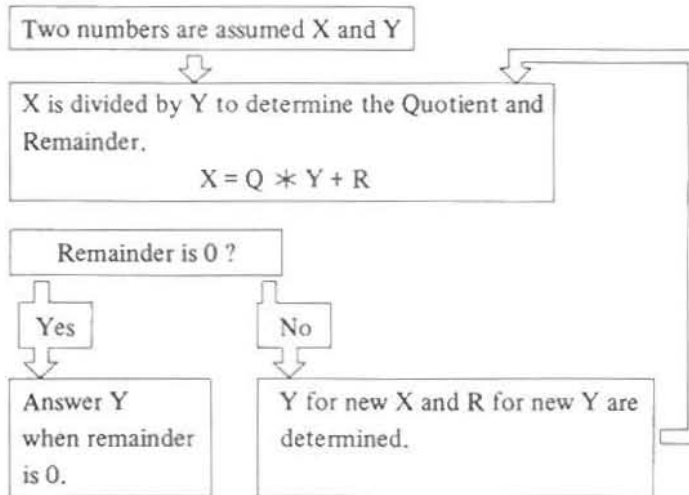 Two numbers are assumed X and Y
X is divided by Y to determine the Quotient and
Remainder.
X = Q * Y + R
Remainder is 0 ?
Yes
No
Answer Y
when remainder
is 0.
Y for new X and R for new Y are
determined.